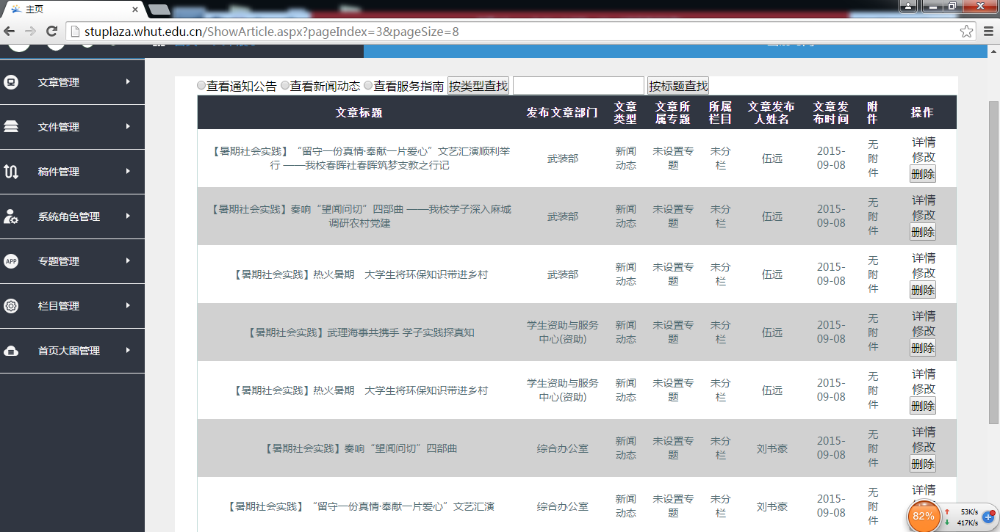 主页
stuplaza.whut.edu.cn/ShowArticle.aspx?pageIndex=3&pageSize=8
文章管理
文件管理
稿件管理
系统角色管理
APP 专题管理
栏目管理
首页大图管理
查看通知公告 查看新闻动态 查看服务指南 按类型查找 按标题查找
文章标题 发布文章部门 文章类型 文章所属专题 所属栏目 文章发布人姓名 文章发布时间 附件 操作
【暑期社会实践】“留守一份真情·奉献一片爱心”文艺汇演顺利举
行 ——我校春晖社春晖筑梦支教之行记
武装部
新闻
动态
未设置专
题
未分
栏
伍远
2015-
09-08
无
附
件
详情
修改
删除
【暑期社会实践】奏响“望闻问切”四部曲 ——我校学子深入麻城
调研农村党建
武装部
新闻
动态
未设置专
题
未分
栏
伍远
2015-
09-08
无
附
件
详情
修改
删除
【暑期社会实践】热火暑期　大学生将环保知识带进乡村
武装部
新闻
动态
未设置专
题
未分
栏
伍远
2015-
09-08
无
附
件
详情
修改
删除
【暑期社会实践】武理海事共携手 学子实践探真知
学生资助与服务
中心(资助)
新闻
动态
未设置专
题
未分
栏
伍远
2015-
09-08
无
附
件
详情
修改
删除
【暑期社会实践】热火暑期　大学生将环保知识带进乡村
学生资助与服务
中心(资助)
新闻
动态
未设置专
题
未分
栏
伍远
2015-
09-08
无
附
件
详情
修改
删除
【暑期社会实践】奏响“望闻问切”四部曲
综合办公室
新闻
动态
未设置专
题
未分
栏
刘书豪
2015-
09-08
无
附
件
详情
修改
删除
【暑期社会实践】“留守一份真情·奉献一片爱心”文艺汇演
综合办公室
新闻
动态
未设置专
题
未分
栏
刘书豪
2015-
09-08
无
附
件
详情
82%
53K/s
417K/s